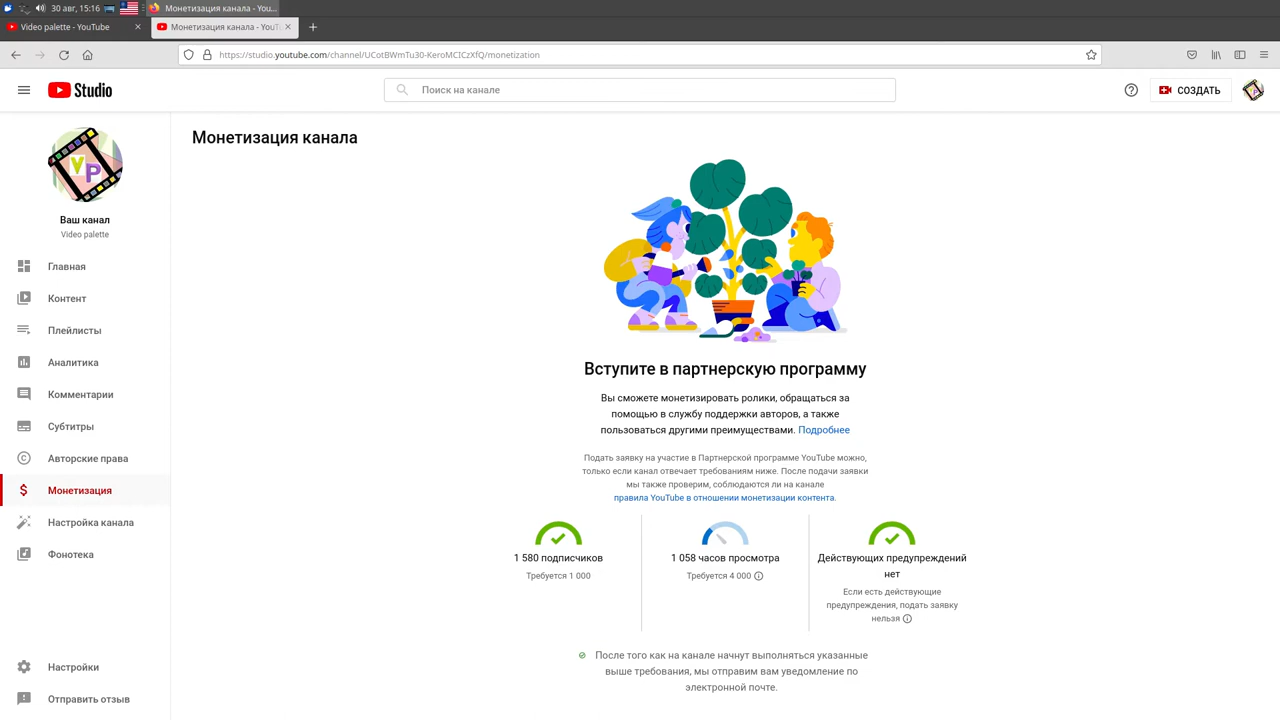 30 авг, 15:16
Монетизация канала - You...
Video palette - YouTube
Монетизация канала - YouT
https://studio.youtube.com/channel/UCotBWmTu30-KeroMCICzXfQ/monetization
Studio
Поиск на канале
СОЗДАТЬ
VP
Ваш канал
Video palette
Главная
Контент
Плейлисты
Аналитика
Комментарии
Субтитры
Авторские права
Монетизация
Настройка канала
Фонотека
Настройки
Отправить отзыв
Монетизация канала
Вступите в партнерскую программу
Вы сможете монетизировать ролики, обращаться за
помощью в службу поддержки авторов, а также
пользоваться другими преимуществами. Подробнее
Подать заявку на участие в Партнерской программе YouTube можно,
только если канал отвечает требованиям ниже. После подачи заявки
мы также проверим, соблюдаются ли на канале
правила YouTube в отношении монетизации контента.
1 580 подписчиков
Требуется 1 000
1 058 часов просмотра
Требуется 4 000
Действующих предупреждений
нет
Если есть действующие
предупреждения, подать заявку
нельзя
После того как на канале начнут выполняться указанные
выше требования, мы отправим вам уведомление по
электронной почте.